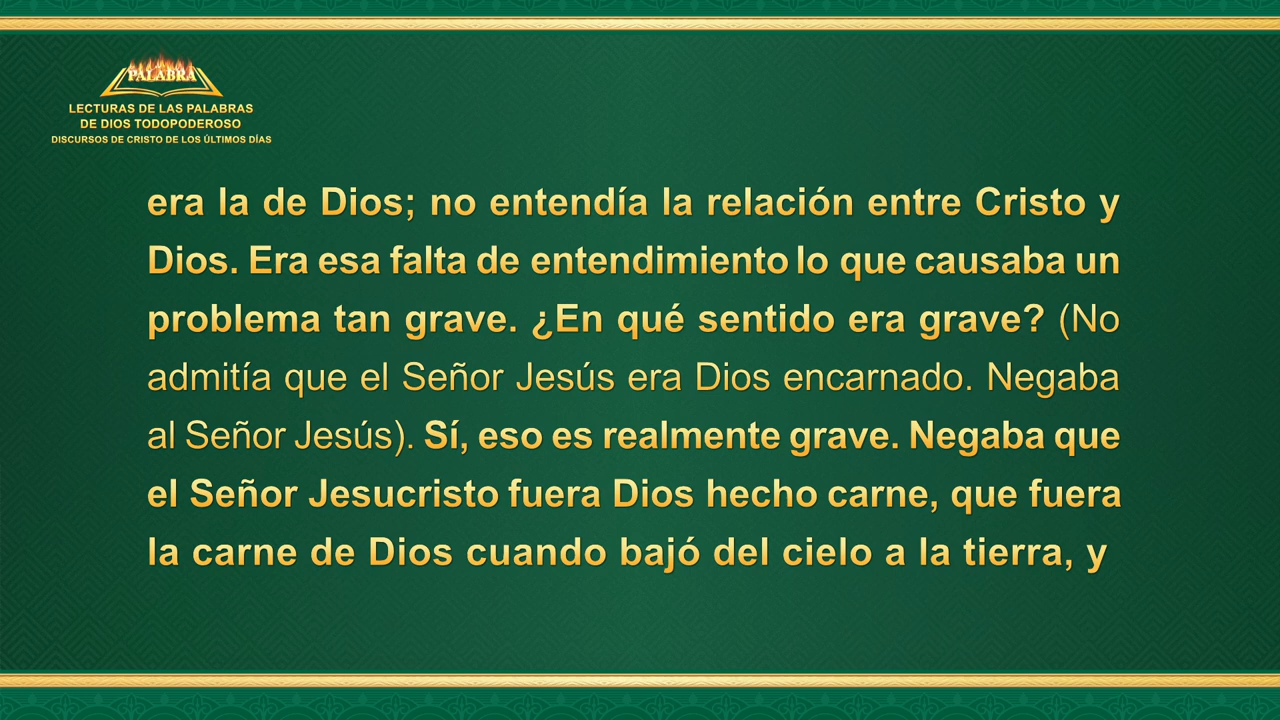 PALABRA
LECTURAS DE LAS PALABRAS
DE DIOS TODOPODEROSO
DISCURSOS DE CRISTO DE LOS ÚLTIMOS DÍAS
era la de Dios; no entendía la relación entre Cristo y
Dios. Era esa falta de entendimiento lo que causaba un
problema tan grave. ¿En qué sentido era grave? (No
admitía que el Señor Jesús era Dios encarnado. Negaba
al Señor Jesús). Sí, eso es realmente grave. Negaba que
el Señor Jesucristo fuera Dios hecho carne, que fuera
la carne de Dios cuando bajó del cielo a la tierra, y